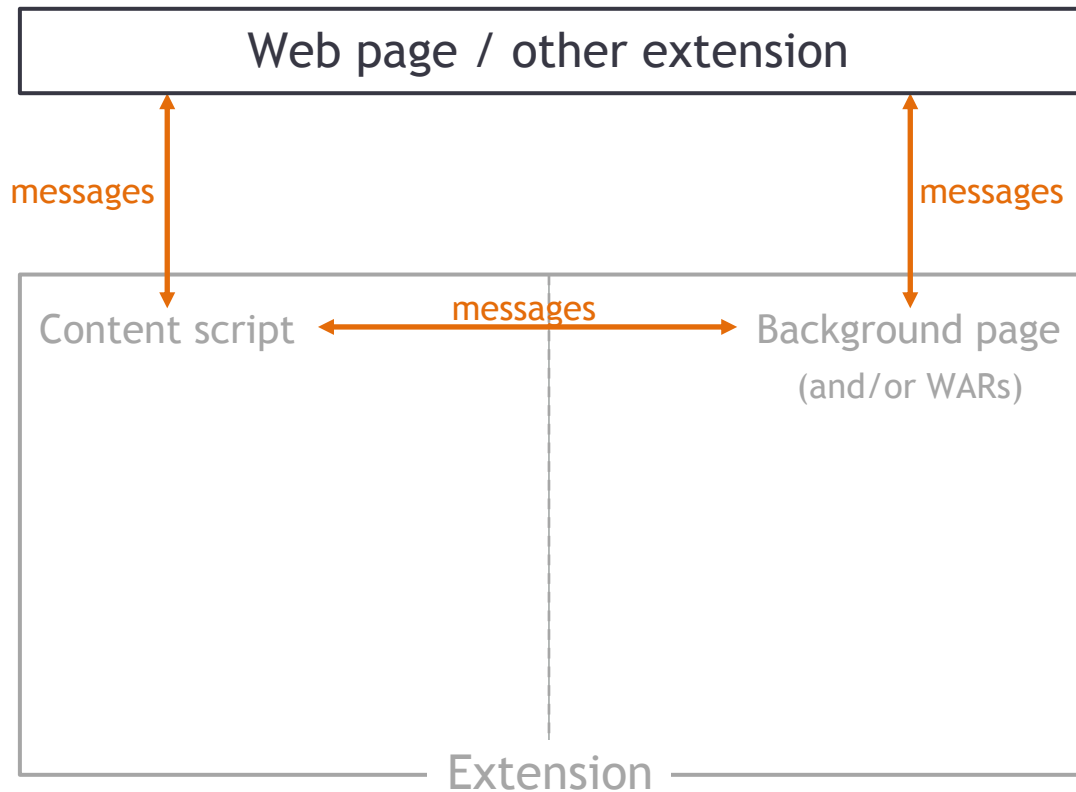 Web page / other extension
messages
messages
messages
Content script
Background page
(and/or WARs)
Extension